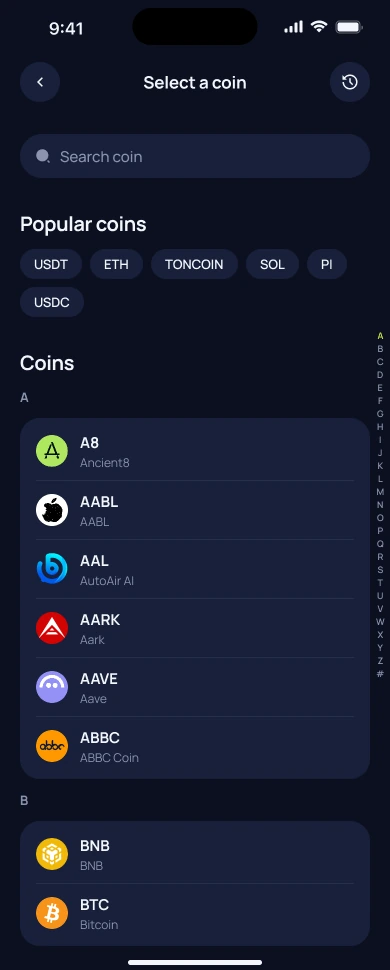 9:41
Select a coin
Search coin
Popular coins
USDT ETH TONCOIN SOL PI
USDC
Coins
A
A8
Ancient8
AABL
AABL
AAL
AutoAir AI
AARK
Aark
AAVE
Aave
abbc
ABBC
ABBC Coin
B
BNB
BNB
BTC
Bitcoin
A
B
C
D
E
F
G
H
I
J
K
L
M
N
O
P
Q
R
S
T
U
V
W
X
Y
Z
#